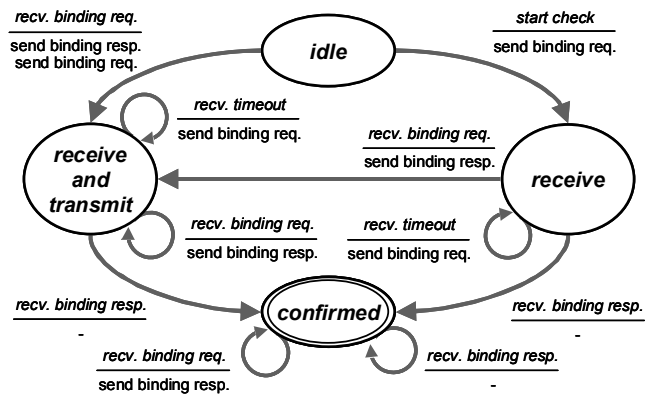 recv. binding req.
send binding resp.
send binding req.
idle
start check
send binding req.
recv. timeout
send binding req.
recv. binding req.
send binding resp.
receive
and
transmit
receive
recv. binding req.
send binding resp.
recv. timeout
send binding req.
recv. binding resp.
-
confirmed
recv. binding resp.
-
recv. binding req.
send binding resp.
recv. binding resp.
-